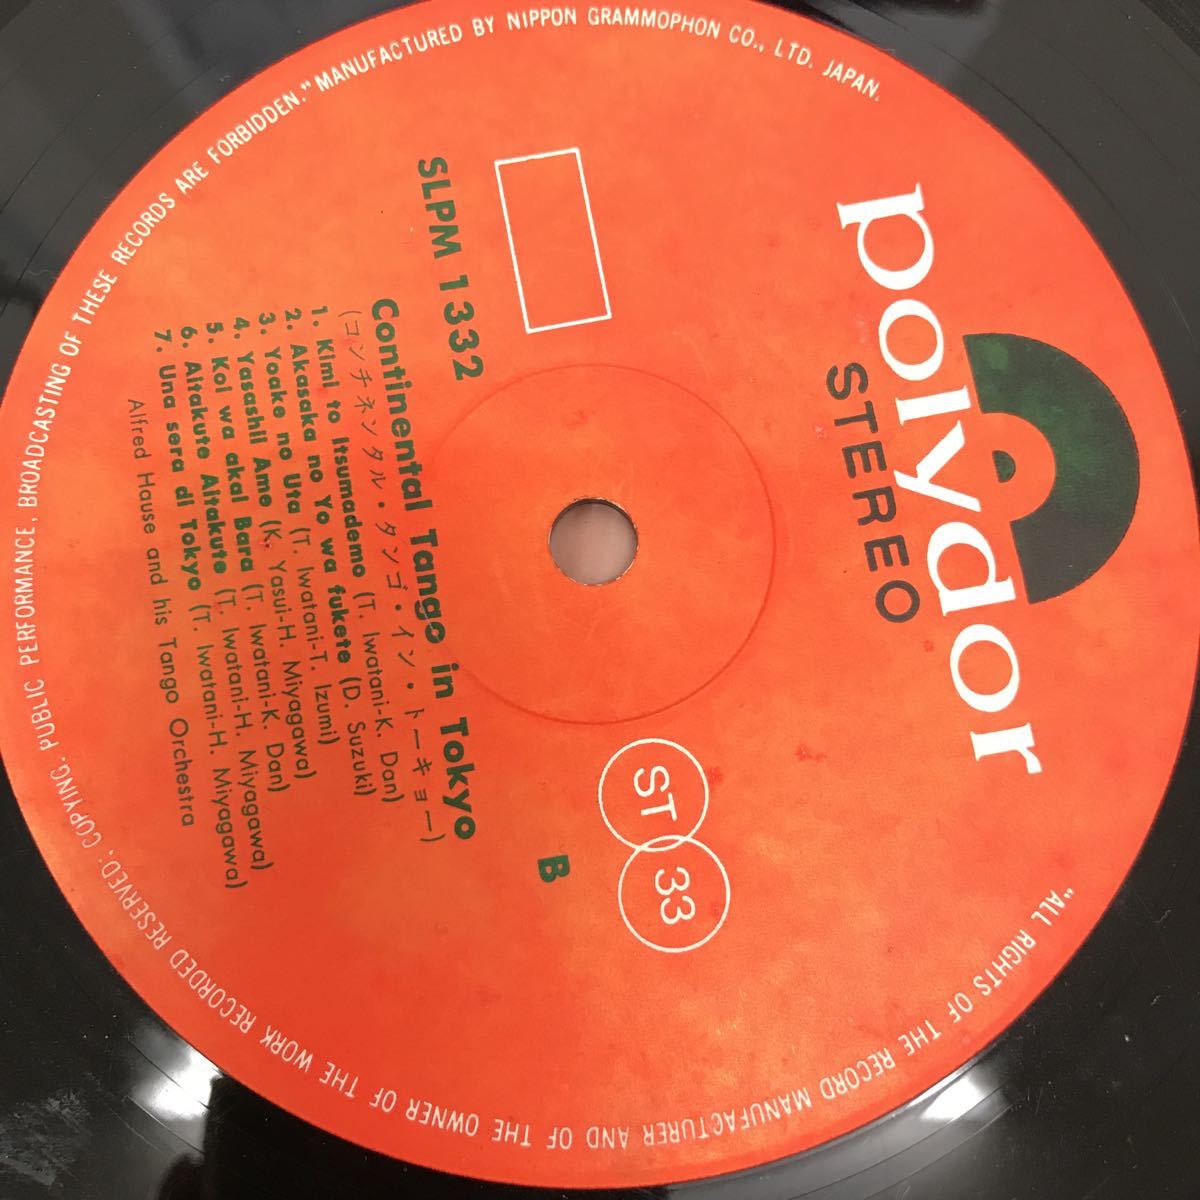 polydor
STEREO
ST 33
SLPM 1332
B
Continental Tango in Tokyo
(コンチネンタル・タンゴ・イン・トーキョー)
1. Kimi to Itsumademo (T. Iwatani-K. Dan)
2. Akasaka no Yo wa fukete (D. Suzuki)
3. Yoake no Uta (T. Iwatani-T. Izumi)
4. Yasashii Ame (K. Yasui-H. Miyagawa)
5. Koi wa akai Bara (T. Iwatani-K. Dan)
6. Aitakute Aitakute (T. Iwatani-H. Miyagawa)
7. Una sera di Tokyo (T. Iwatani-H. Miyagawa)
Alfred Hause and his Tango Orchestra
"ALL RIGHTS OF THE RECORD MANUFACTURER AND OF THE OWNER OF THE WORK RECORDED RESERVED; COPYING, PUBLIC PERFORMANCE, BROADCASTING OF THESE RECORDS ARE FORBIDDEN." MANUFACTURED BY NIPPON GRAMMOPHON CO., LTD. JAPAN.